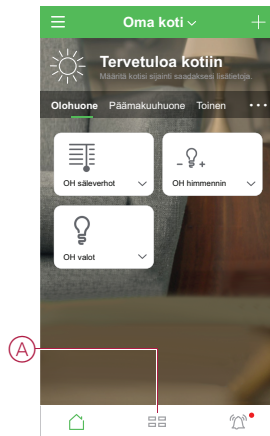 Oma koti
Tervetuloa kotiin
Määritä kotisi sijainti saadaksesi lisätietoja.
Olohuone Päämakuuhuone Toinen
OH säleverhot
OH himmennin
OH valot
A